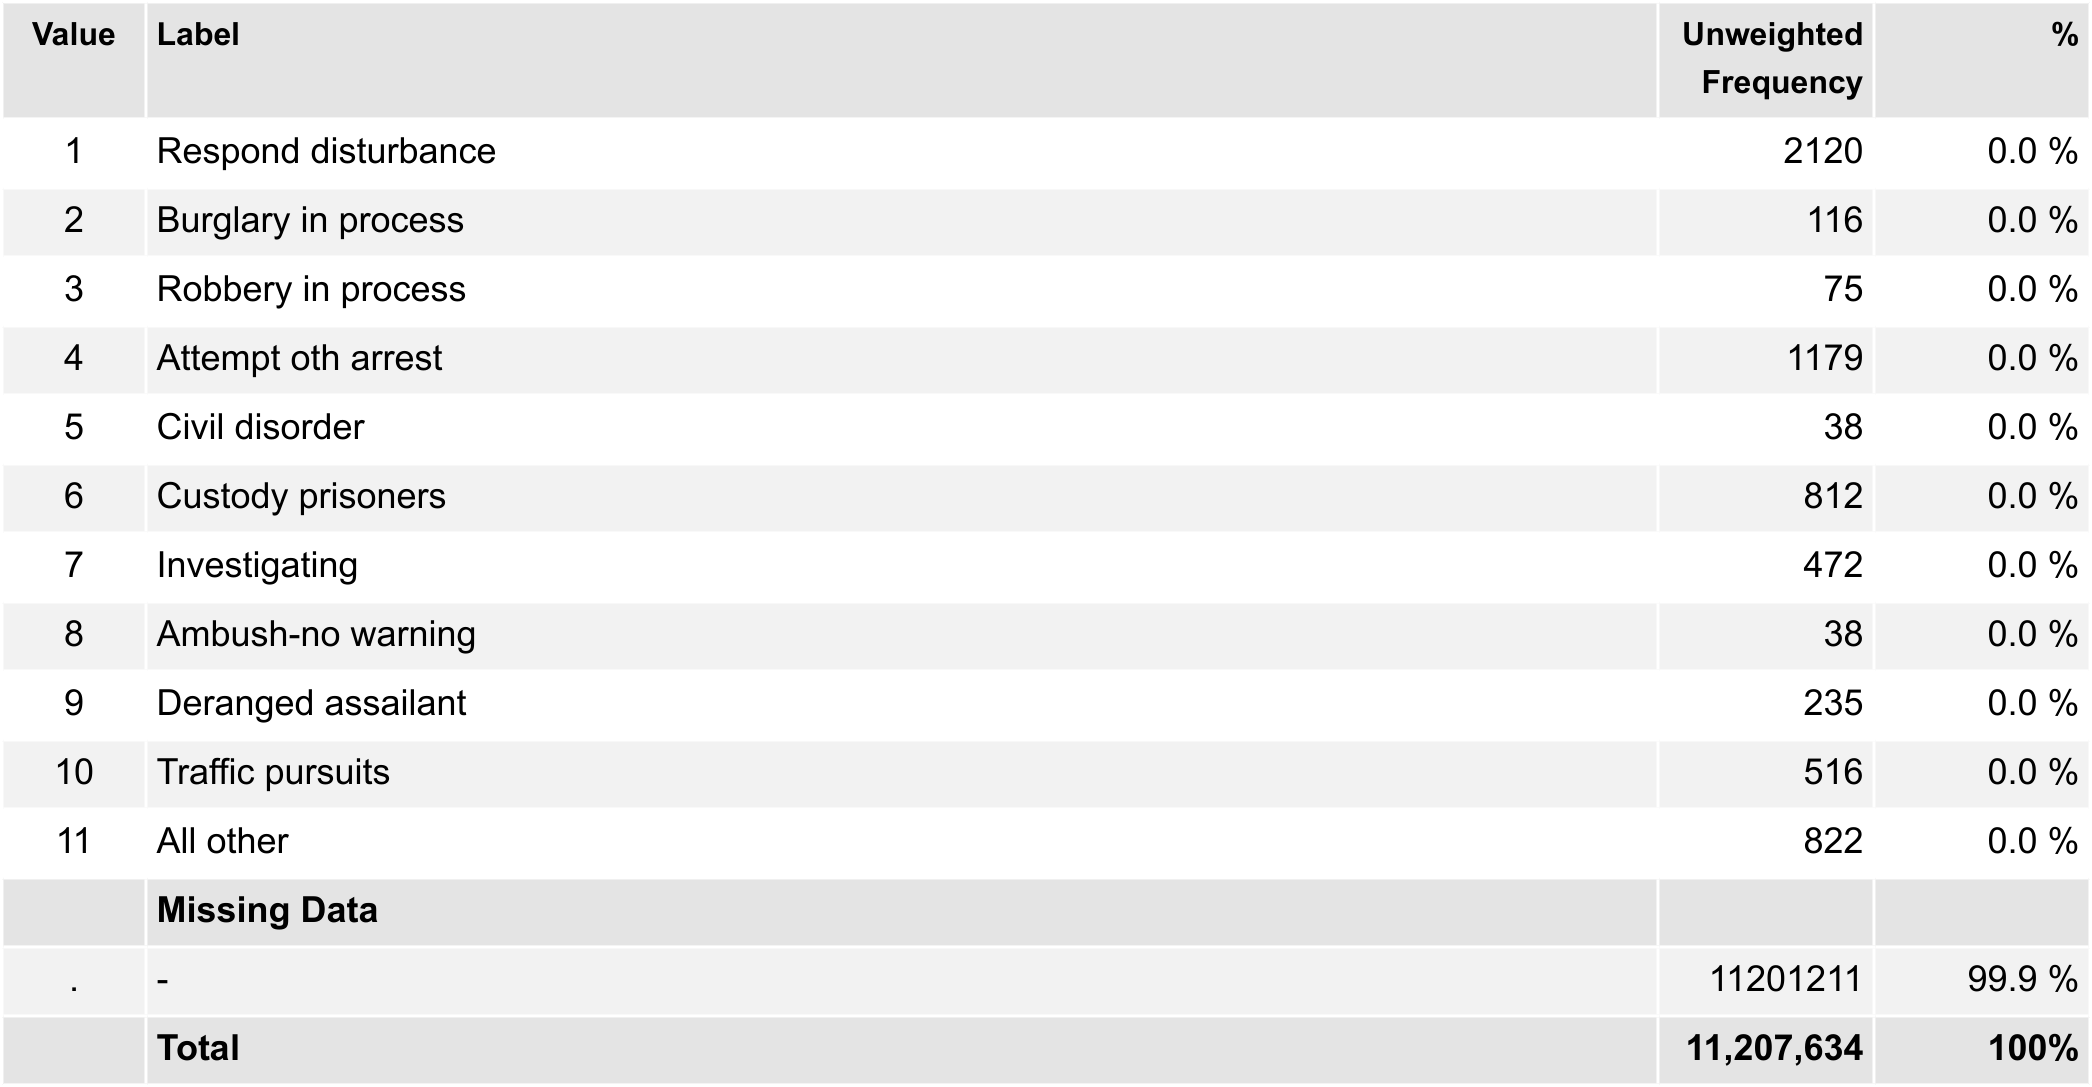 Value Label Unweighted Frequency %
1 Respond disturbance 2120 0.0 %
2 Burglary in process 116 0.0 %
3 Robbery in process 75 0.0 %
4 Attempt oth arrest 1179 0.0 %
5 Civil disorder 38 0.0 %
6 Custody prisoners 812 0.0 %
7 Investigating 472 0.0 %
8 Ambush-no warning 38 0.0 %
9 Deranged assailant 235 0.0 %
10 Traffic pursuits 516 0.0 %
11 All other 822 0.0 %
Missing Data
. - 11201211 99.9 %
Total 11,207,634 100%